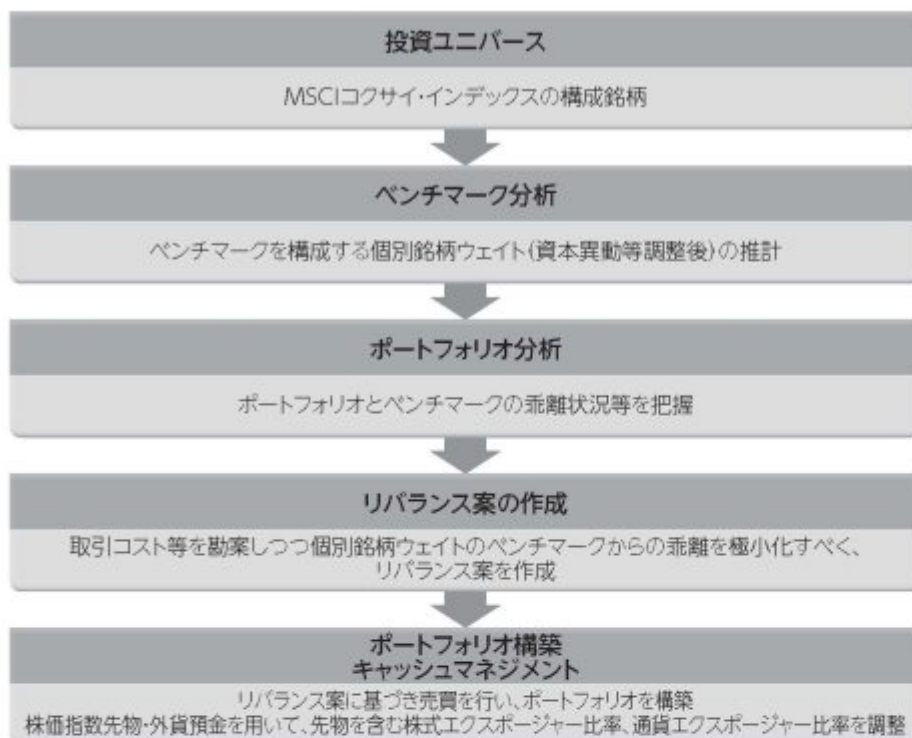 投資ユニバース
MSCIコクサイ・インデックスの構成銘柄
ベンチマーク分析
ベンチマークを構成する個別銘柄ウェイト(資本異動等調整後)の推計
ポートフォリオ分析
ポートフォリオとベンチマークの乖離状況等を把握
リバランス案の作成
取引コスト等を勘案しつつ個別銘柄ウェイトのベンチマークからの乖離を極小化すべく、
リバランス案を作成
ポートフォリオ構築
キャッシュマネジメント
リバランス案に基づき売買を行い、ポートフォリオを構築
株価指数先物・外貨預金を用いて、先物を含む株式エクスポージャー比率、通貨エクスポージャー比率を調整